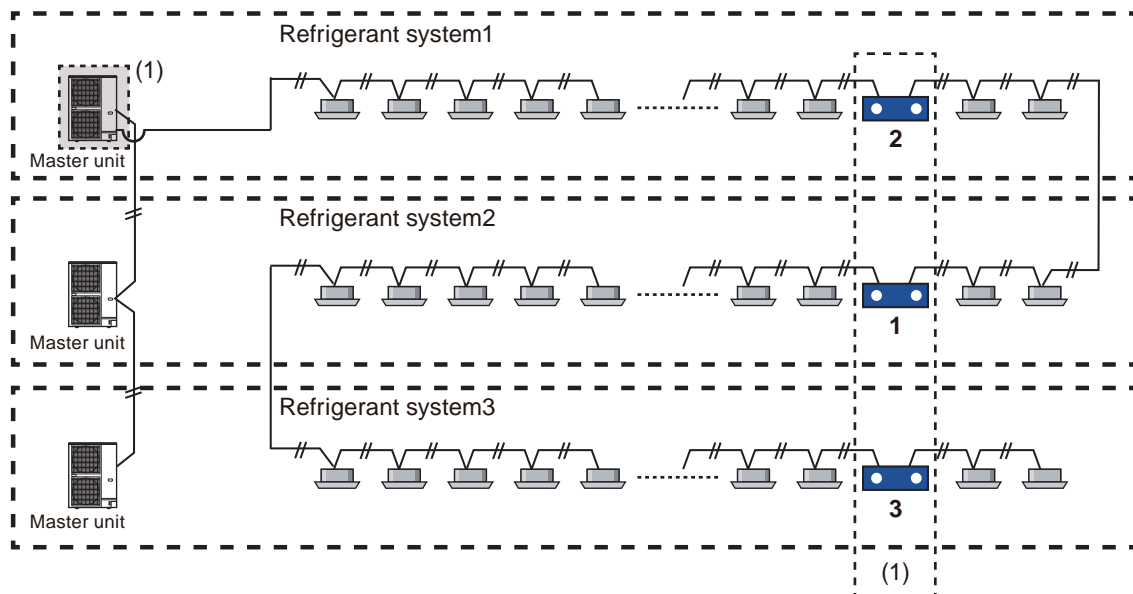 Refrigerant system1
(1)
Master unit
2
Refrigerant system2
Master unit
1
Refrigerant system3
Master unit
3
(1)